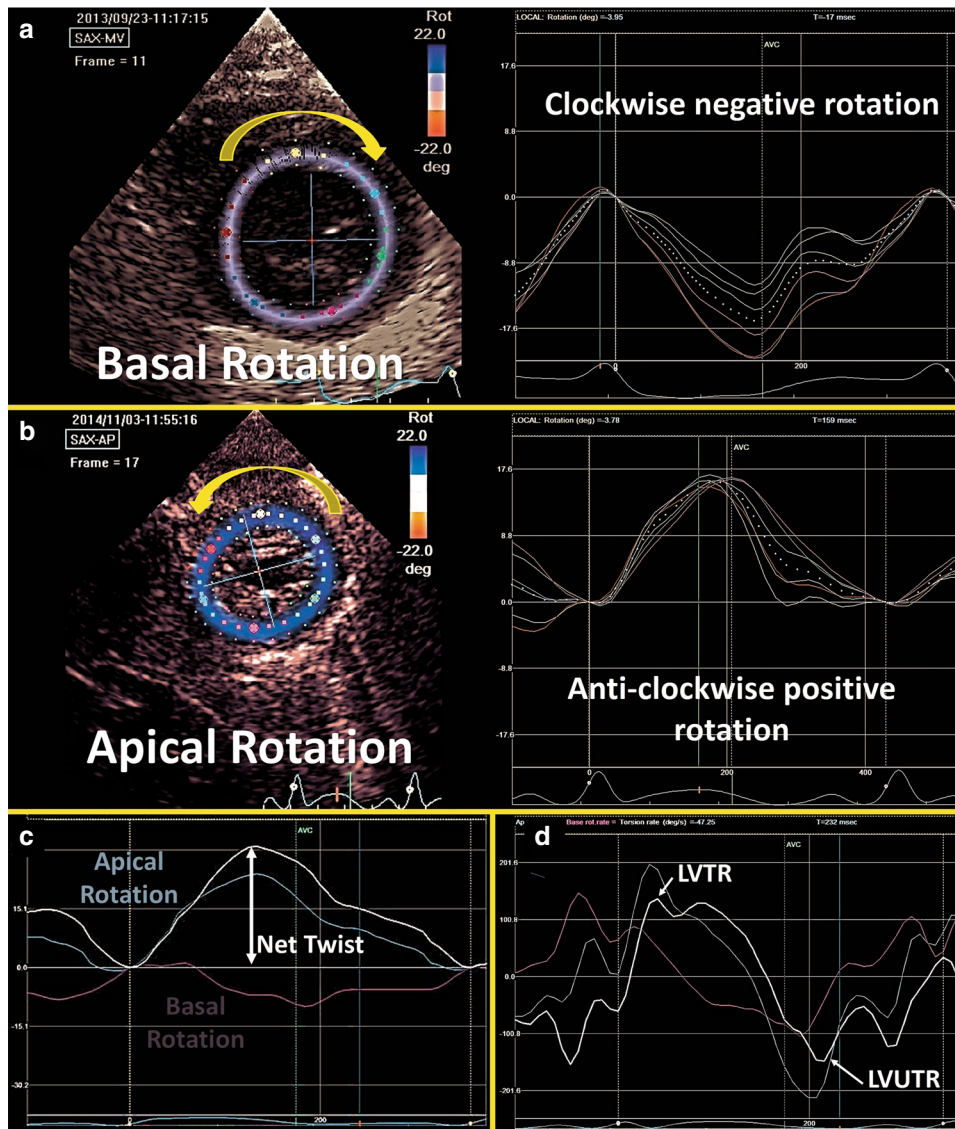 a
2013/09/23-11:17:15
SAX-MV
Frame = 11
Rot
22.0
-22.0
deg
Basal Rotation
LOCAL: Rotation (deg) =-3.95
T=-17 msec
AVC
Clockwise negative rotation
17.6
8.8
0.0
-8.8
-17.6
0
200
b
2014/11/03-11:55:16
SAX-AP
Frame = 17
Rot
22.0
-22.0
deg
Apical Rotation
LOCAL: Rotation (deg) =-3.78
T=159 msec
AVC
17.6
8.8
0.0
-8.8
-17.6
Anti-clockwise positive
rotation
0
200
400
c
AVC
Apical
Rotation
Net Twist
Basal
Rotation
15.1
0.0
-15.1
-30.2
0
200
d
Ap
Base rot.rate =
Torsion rate (deg/s) =-47.25
T=232 msec
AVC
LVTR
LVUTR
201.6
100.8
0.0
-100.8
-201.6
0
200